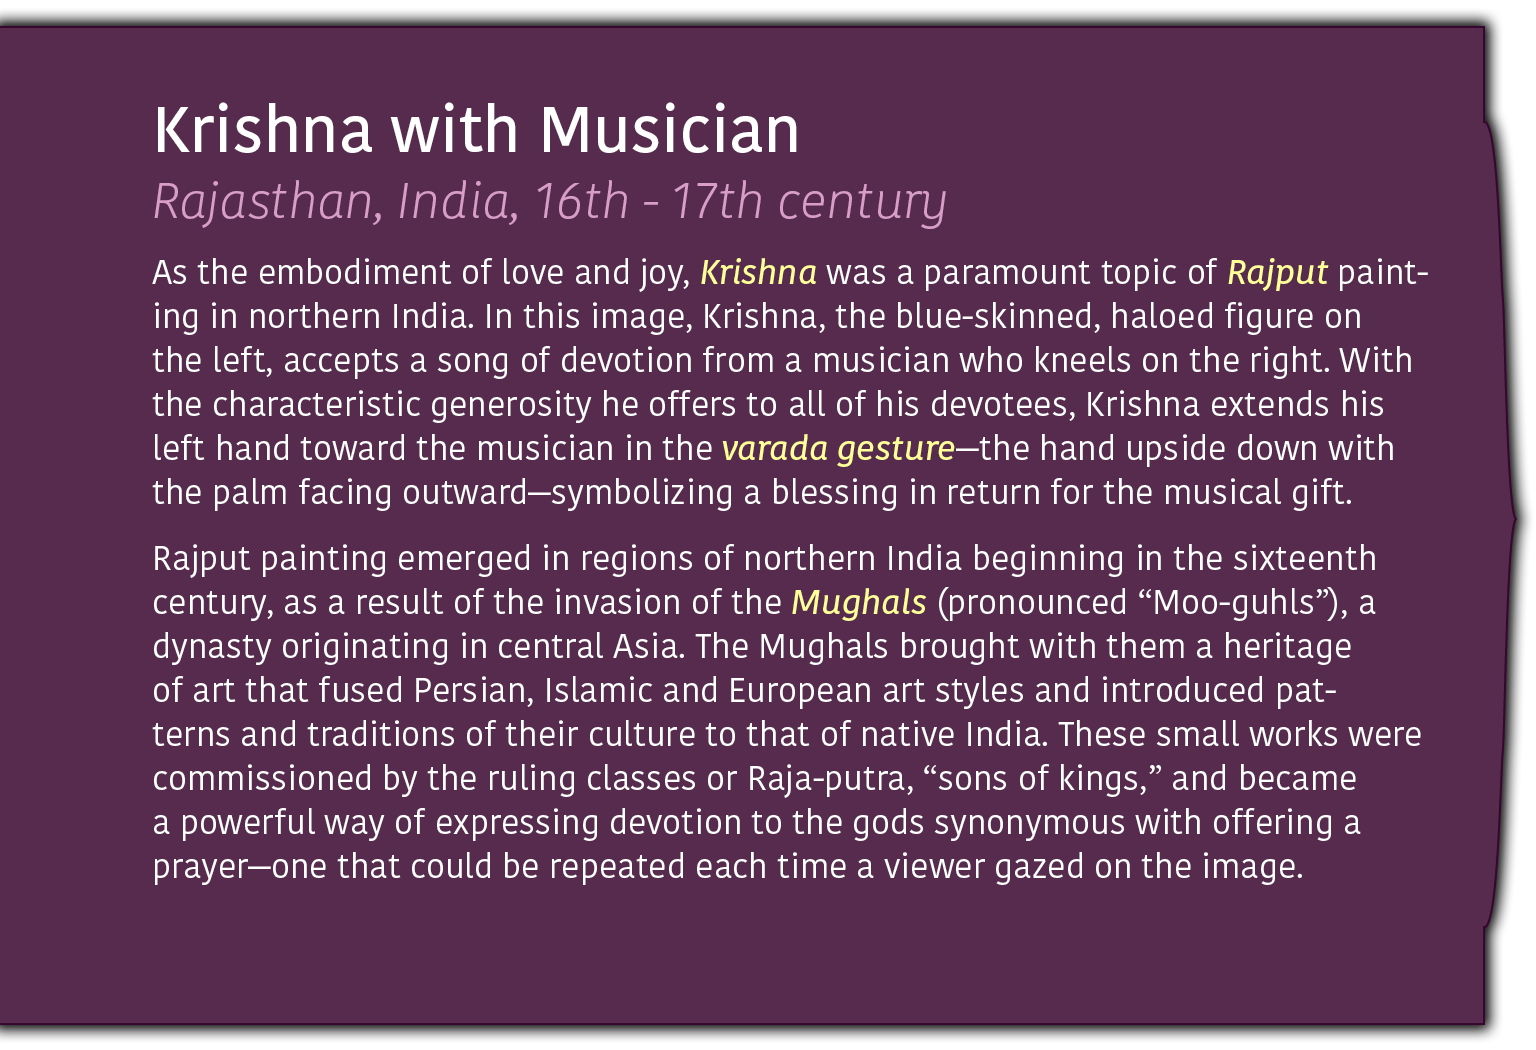 Krishna with Musician
Rajasthan, India, 16th - 17th century
As the embodiment of love and joy, Krishna was a paramount topic of Rajput paint-
ing in northern India. In this image, Krishna, the blue-skinned, haloed figure on
the left, accepts a song of devotion from a musician who kneels on the right. With
the characteristic generosity he offers to all of his devotees, Krishna extends his
left hand toward the musician in the varada gesture—the hand upside down with
the palm facing outward—symbolizing a blessing in return for the musical gift.
Rajput painting emerged in regions of northern India beginning in the sixteenth
century, as a result of the invasion of the Mughals (pronounced “Moo-guhls”), a
dynasty originating in central Asia. The Mughals brought with them a heritage
of art that fused Persian, Islamic and European art styles and introduced pat-
terns and traditions of their culture to that of native India. These small works were
commissioned by the ruling classes or Raja-putra, “sons of kings,” and became
a powerful way of expressing devotion to the gods synonymous with offering a
prayer—one that could be repeated each time a viewer gazed on the image.